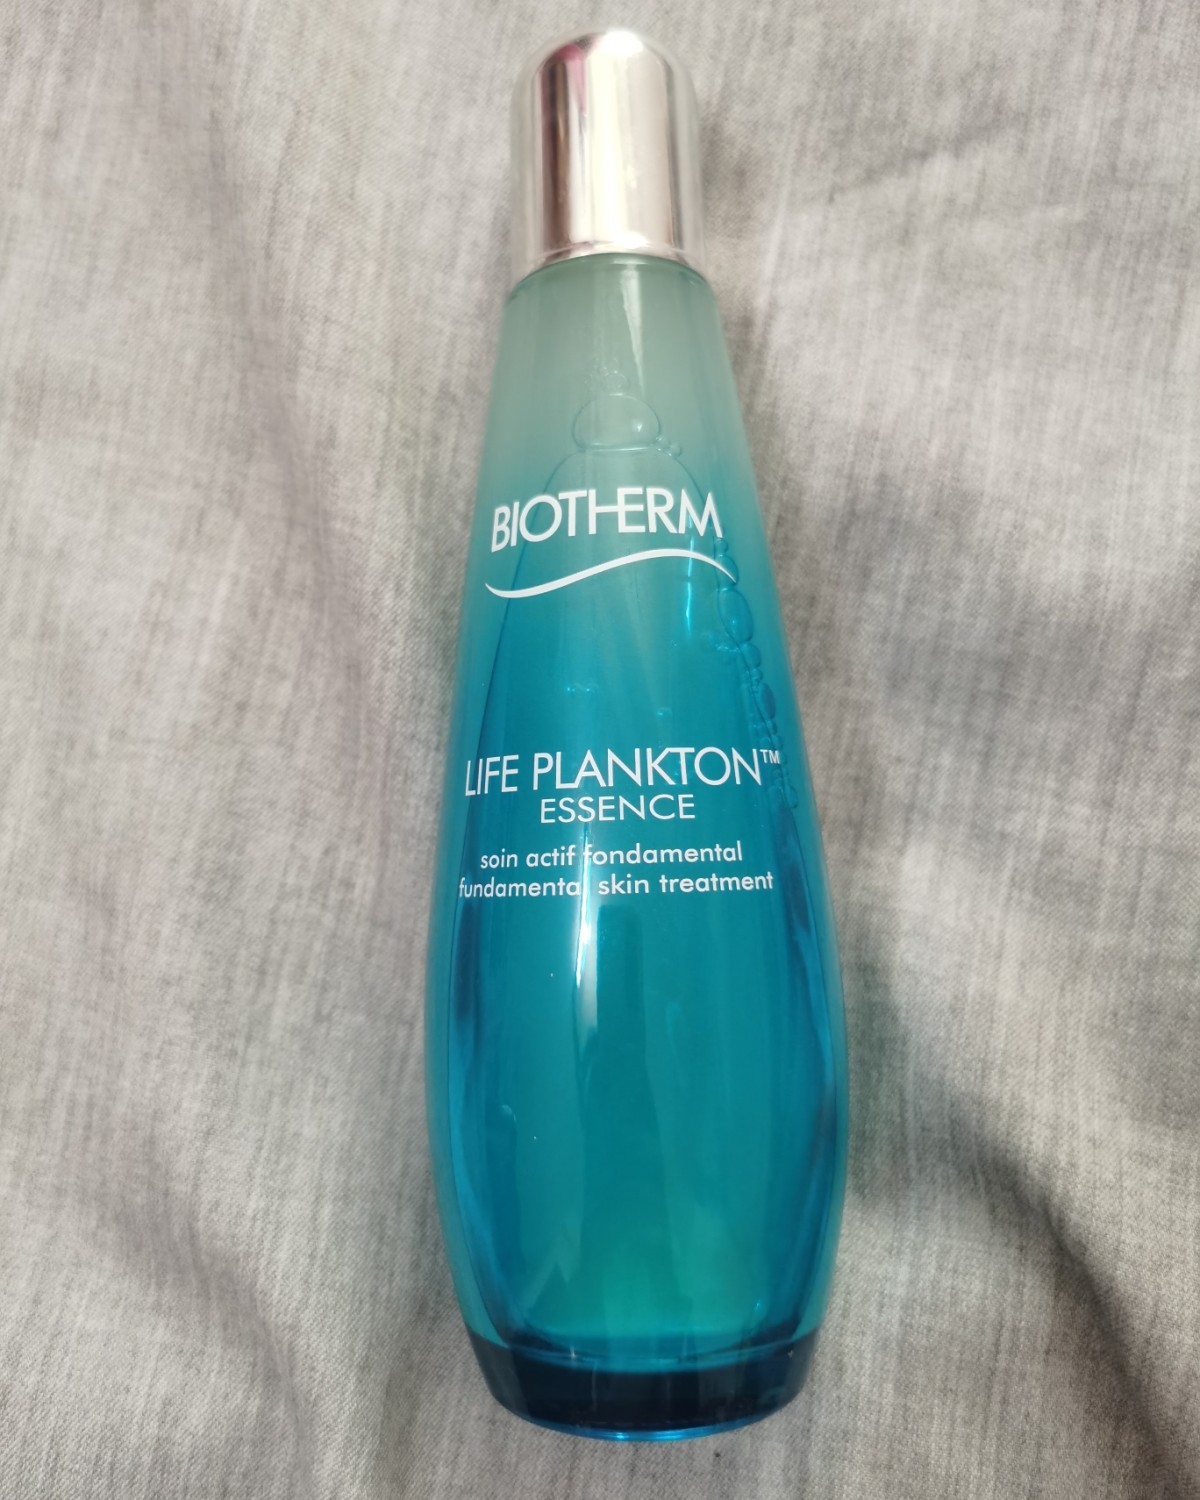 BIOTHERM
LIFE PLANKTON™
ESSENCE
soin actif fondamental
fundamental skin treatment